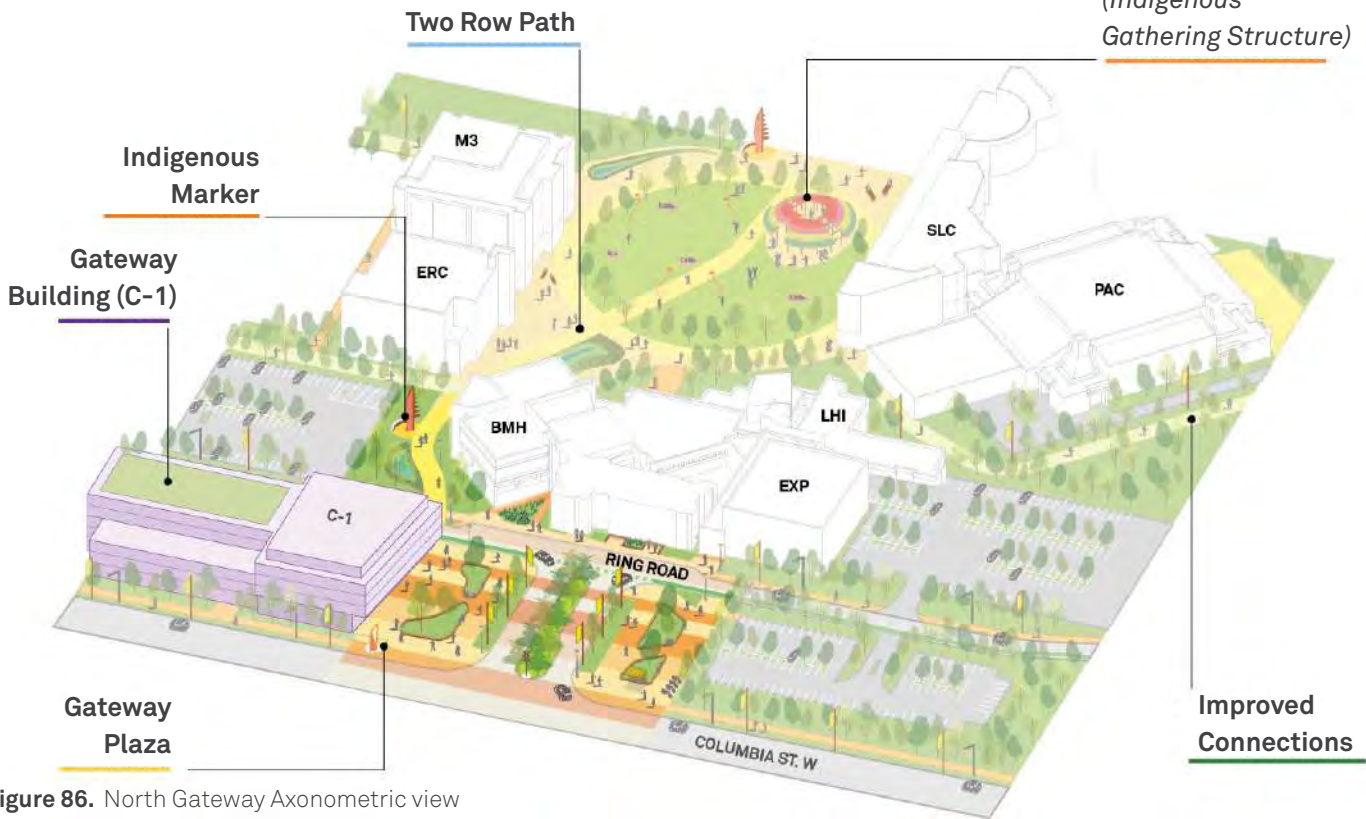 (Indigenous
Gathering Structure)
Two Row Path
Indigenous
Marker
Gateway
Building (C-1)
M3
ERC
SLC
PAC
BMH
LHI
EXP
C-1
RING ROAD
COLUMBIA ST. W
Gateway
Plaza
Improved
Connections
igure 86. North Gateway Axonometric view